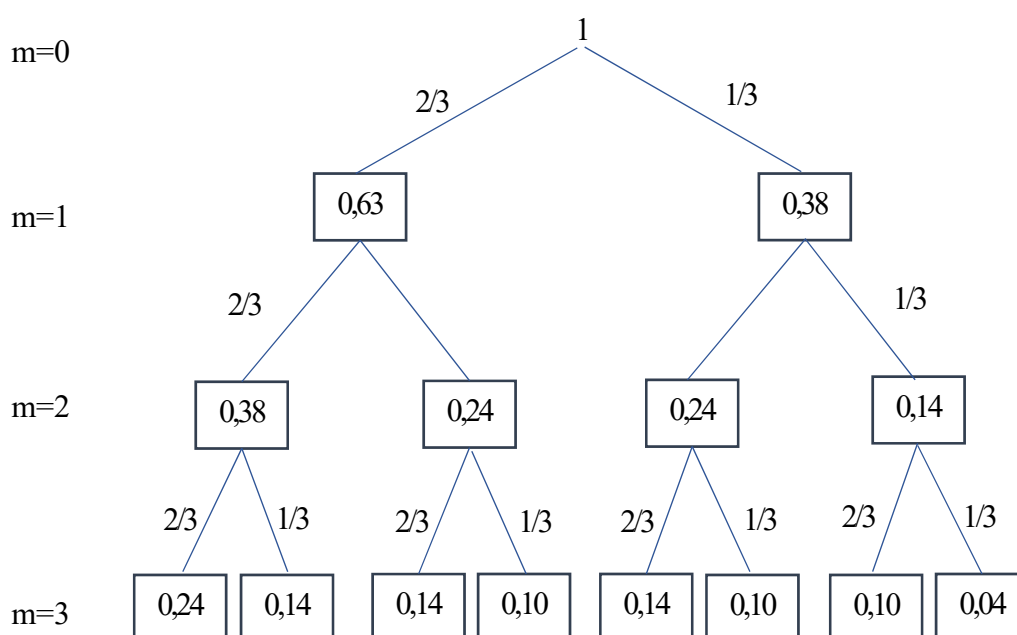 1
m=0
2/3 1/3
m=1 0,63 0,38
2/3 1/3
m=2 0,38 0,24 0,24 0,14
2/3 1/3 2/3 1/3 2/3 1/3 2/3 1/3
m=3 0,24 0,14 0,14 0,10 0,14 0,10 0,10 0,04